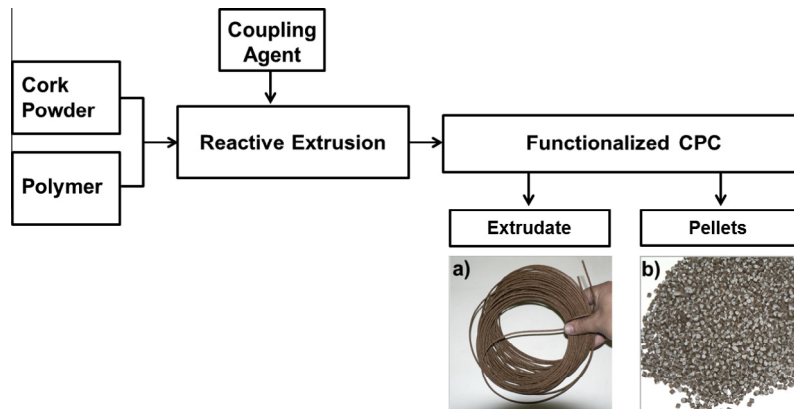 Coupling
Agent
Cork
Powder
Polymer
Reactive Extrusion
Functionalized CPC
Extrudate
Pellets
a)
b)